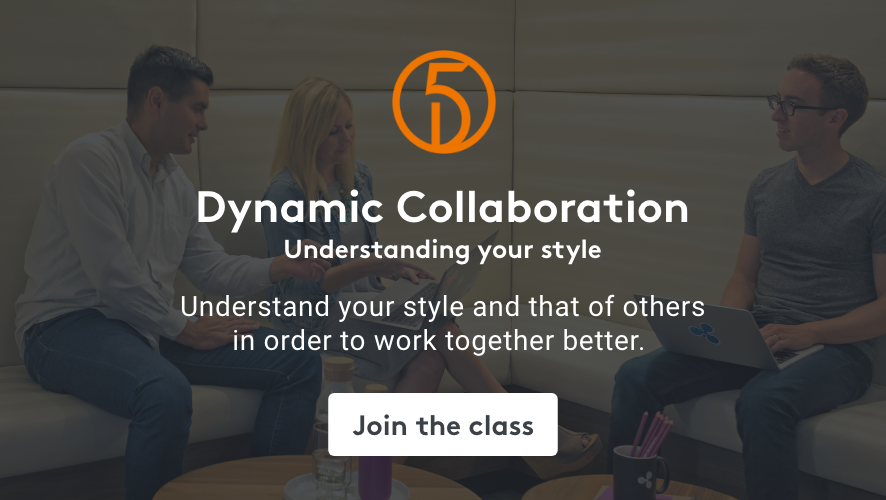 5D
Dynamic Collaboration
Understanding your style
Understand your style and that of others
in order to work together better.
Join the class